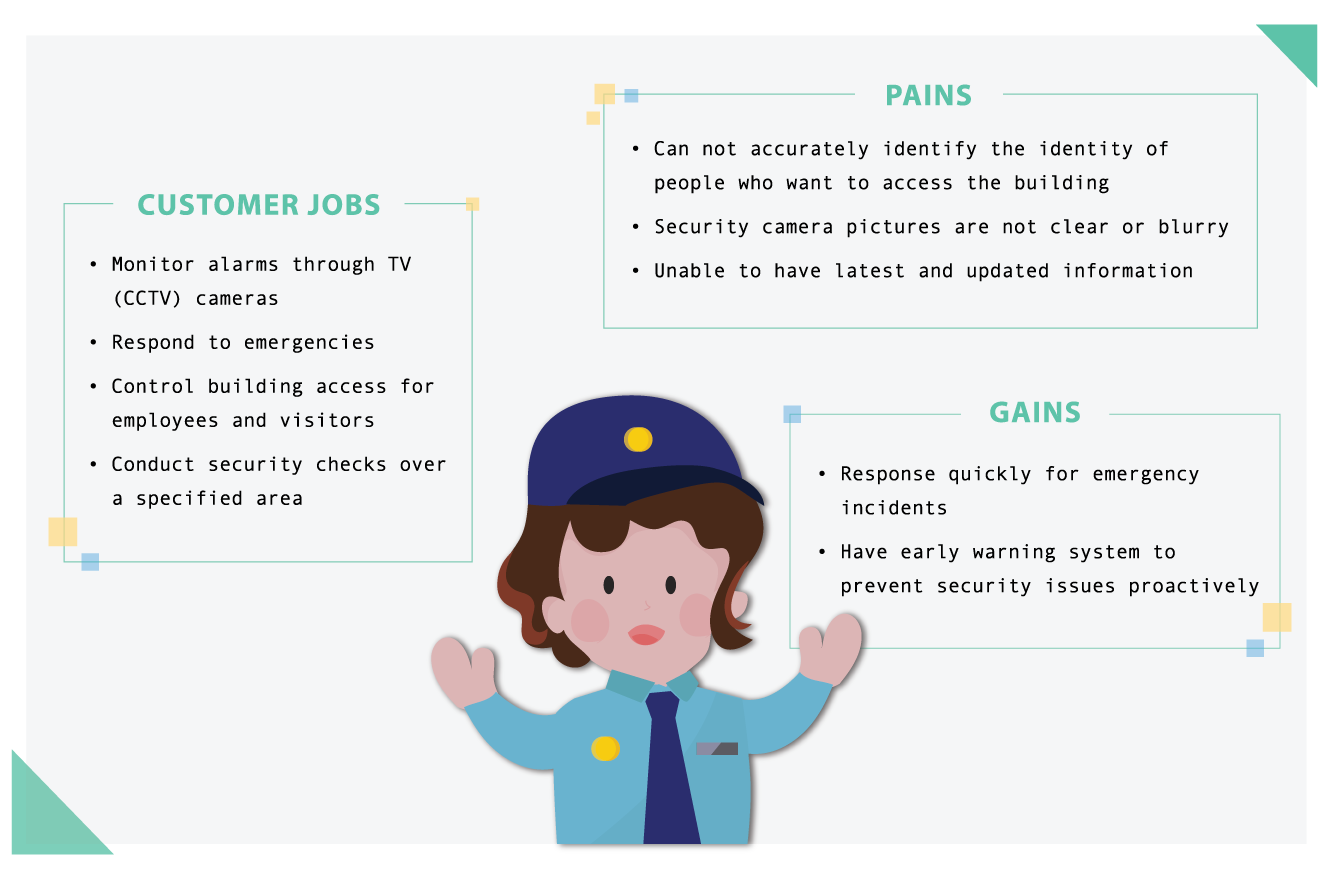 PAINS
• Can not accurately identify the identity of
people who want to access the building
• Security camera pictures are not clear or blurry
• Unable to have latest and updated information
CUSTOMER JOBS
• Monitor alarms through TV
(CCTV) cameras
• Respond to emergencies
• Control building access for
employees and visitors
• Conduct security checks over
a specified area
GAINS
• Response quickly for emergency
incidents
• Have early warning system to
prevent security issues proactively